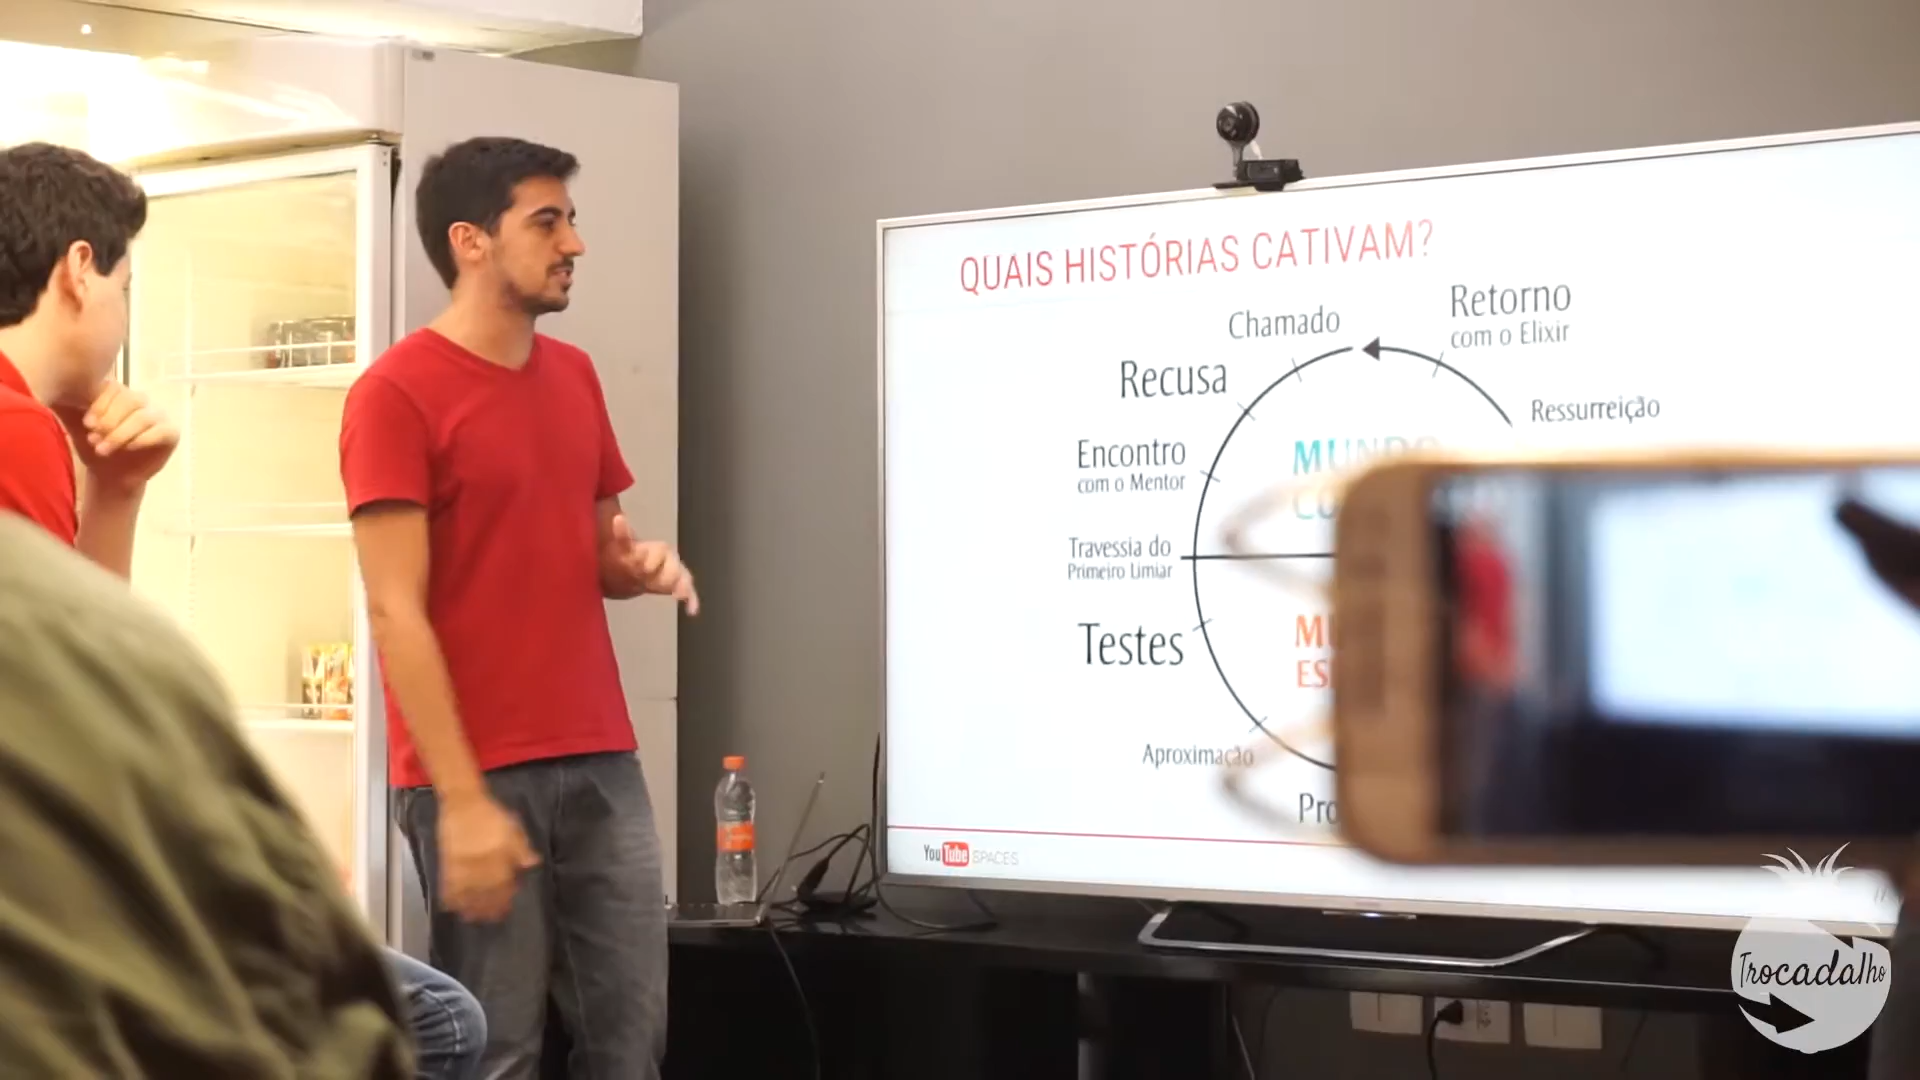 QUAIS HISTÓRIAS CATIVAM?
Chamado
Retorno
com o Elixir
Recusa
Ressurreição
Encontro
com o Mentor
MUNDO
Travessia do
Primeiro Limiar
Testes
Aproximação
YouTube SPACES
Trocadalho